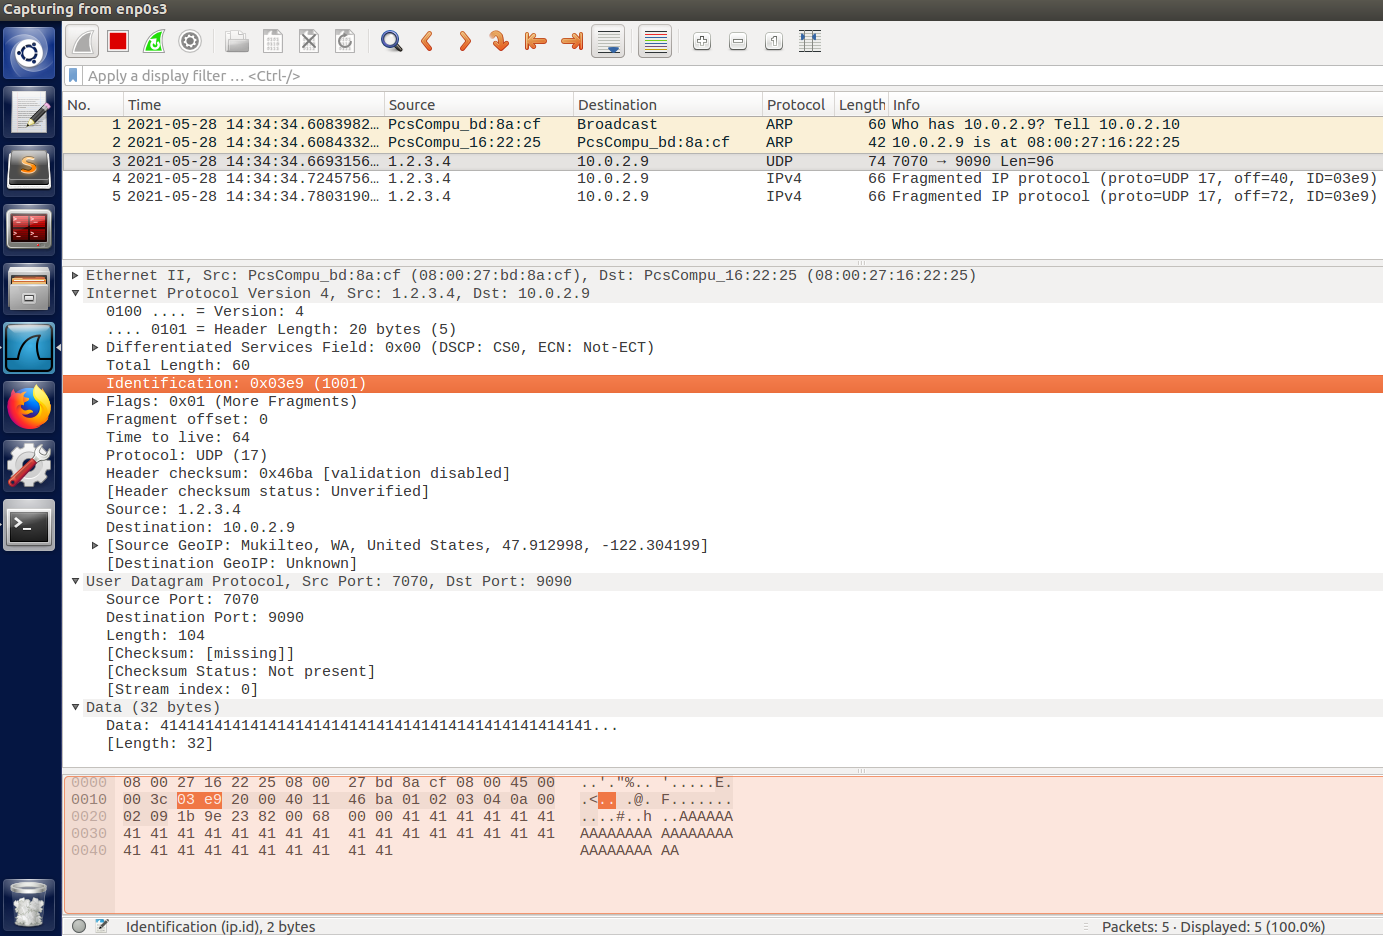 Capturing from enp0s3
Apply a display filter … <Ctrl-/>
No. Time Source Destination Protocol Length Info
1 2021-05-28 14:34:34.6083982… PcsCompu_bd:8a:cf Broadcast ARP 60 Who has 10.0.2.9? Tell 10.0.2.10
2 2021-05-28 14:34:34.6084332… PcsCompu_16:22:25 PcsCompu_bd:8a:cf ARP 42 10.0.2.9 is at 08:00:27:16:22:25
3 2021-05-28 14:34:34.6693156… 1.2.3.4 10.0.2.9 UDP 74 7070 → 9090 Len=96
4 2021-05-28 14:34:34.7245756… 1.2.3.4 10.0.2.9 IPv4 66 Fragmented IP protocol (proto=UDP 17, off=40, ID=03e9)
5 2021-05-28 14:34:34.7803190… 1.2.3.4 10.0.2.9 IPv4 66 Fragmented IP protocol (proto=UDP 17, off=72, ID=03e9)
Ethernet II, Src: PcsCompu_bd:8a:cf (08:00:27:bd:8a:cf), Dst: PcsCompu_16:22:25 (08:00:27:16:22:25)
Internet Protocol Version 4, Src: 1.2.3.4, Dst: 10.0.2.9
0100 .... = Version: 4
.... 0101 = Header Length: 20 bytes (5)
Differentiated Services Field: 0x00 (DSCP: CS0, ECN: Not-ECT)
Total Length: 60
Identification: 0x03e9 (1001)
Flags: 0x01 (More Fragments)
Fragment offset: 0
Time to live: 64
Protocol: UDP (17)
Header checksum: 0x46ba [validation disabled]
[Header checksum status: Unverified]
Source: 1.2.3.4
Destination: 10.0.2.9
[Source GeoIP: Mukilteo, WA, United States, 47.912998, -122.304199]
[Destination GeoIP: Unknown]
User Datagram Protocol, Src Port: 7070, Dst Port: 9090
Source Port: 7070
Destination Port: 9090
Length: 104
[Checksum: [missing]]
[Checksum Status: Not present]
[Stream index: 0]
Data (32 bytes)
Data: 414141414141414141414141414141414141414141414141…
[Length: 32]
0000 08 00 27 16 22 25 08 00 27 bd 8a cf 08 00 45 00 ..'."%.. '.....E.
0010 00 3c 03 e9 20 00 40 11 46 ba 01 02 03 04 0a 00 .<.. .@. F.......
0020 02 09 1b 9e 23 82 00 68 00 00 41 41 41 41 41 41 ....#..h ..AAAAAA
0030 41 41 41 41 41 41 41 41 41 41 41 41 41 41 41 41 AAAAAAAA AAAAAAAA
0040 41 41 41 41 41 41 41 41 41 41 AAAAAAAA AA
Identification (ip.id), 2 bytes Packets: 5 · Displayed: 5 (100.0%)